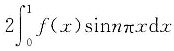 2∫₀¹ f(x) sin nπx dx